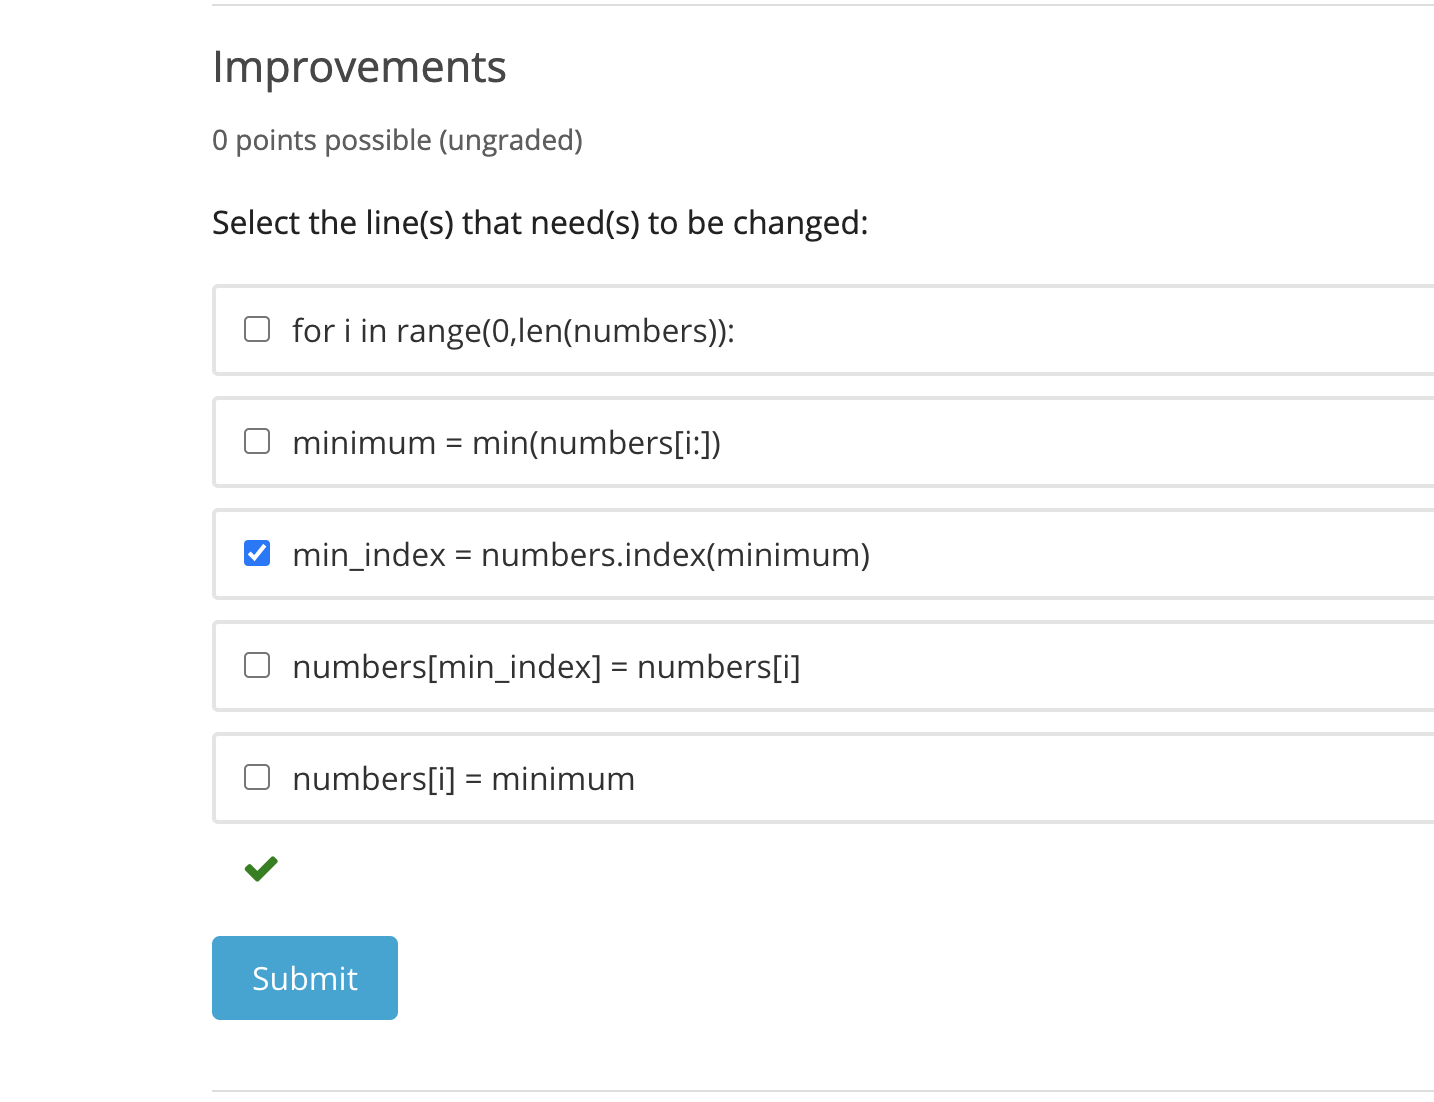 Improvements
0 points possible (ungraded)
Select the line(s) that need(s) to be changed:
for i in range(0,len(numbers)):
minimum = min(numbers[i:])
min_index = numbers.index(minimum)
numbers[min_index] = numbers[i]
numbers[i] = minimum
Submit